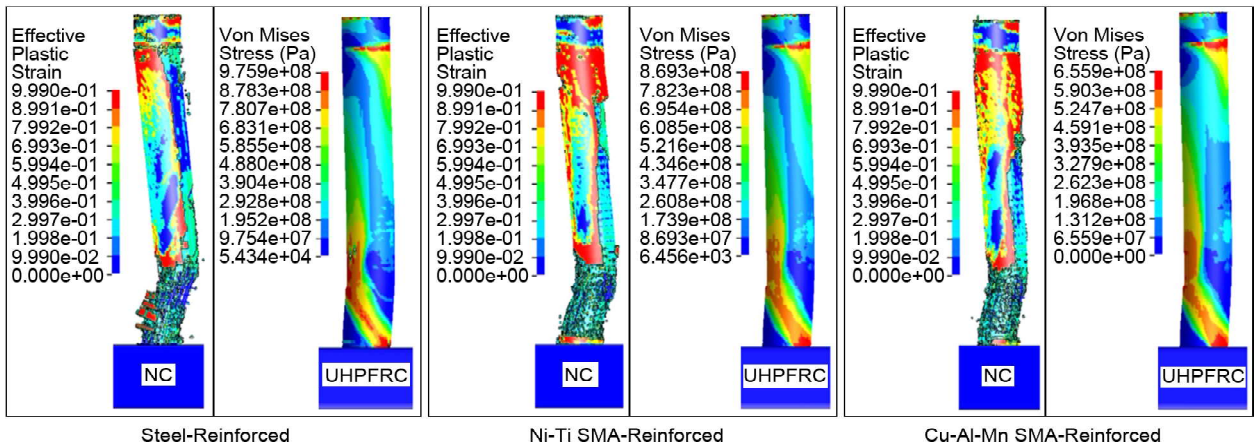 Effective
Plastic
Strain
9.990e-01
8.991e-01
7.992e-01
6.993e-01
5.994e-01
4.995e-01
3.996e-01
2.997e-01
1.998e-01
9.990e-02
0.000e+00
NC
Von Mises
Stress (Pa)
9.759e+08
8.783e+08
7.807e+08
6.831e+08
5.855e+08
4.880e+08
3.904e+08
2.928e+08
1.952e+08
9.754e+07
5.434e+04
UHPFRC
Steel-Reinforced
Effective
Plastic
Strain
9.990e-01
8.991e-01
7.992e-01
6.993e-01
5.994e-01
4.995e-01
3.996e-01
2.997e-01
1.998e-01
9.990e-02
0.000e+00
NC
Von Mises
Stress (Pa)
8.693e+08
7.823e+08
6.954e+08
6.085e+08
5.216e+08
4.346e+08
3.477e+08
2.608e+08
1.739e+08
8.693e+07
6.456e+03
UHPFRC
Ni-Ti SMA-Reinforced
Effective
Plastic
Strain
9.990e-01
8.991e-01
7.992e-01
6.993e-01
5.994e-01
4.995e-01
3.996e-01
2.997e-01
1.998e-01
9.990e-02
0.000e+00
NC
Von Mises
Stress (Pa)
6.559e+08
5.903e+08
5.247e+08
4.591e+08
3.935e+08
3.279e+08
2.623e+08
1.968e+08
1.312e+08
6.559e+07
0.000e+00
UHPFRC
Cu-Al-Mn SMA-Reinforced